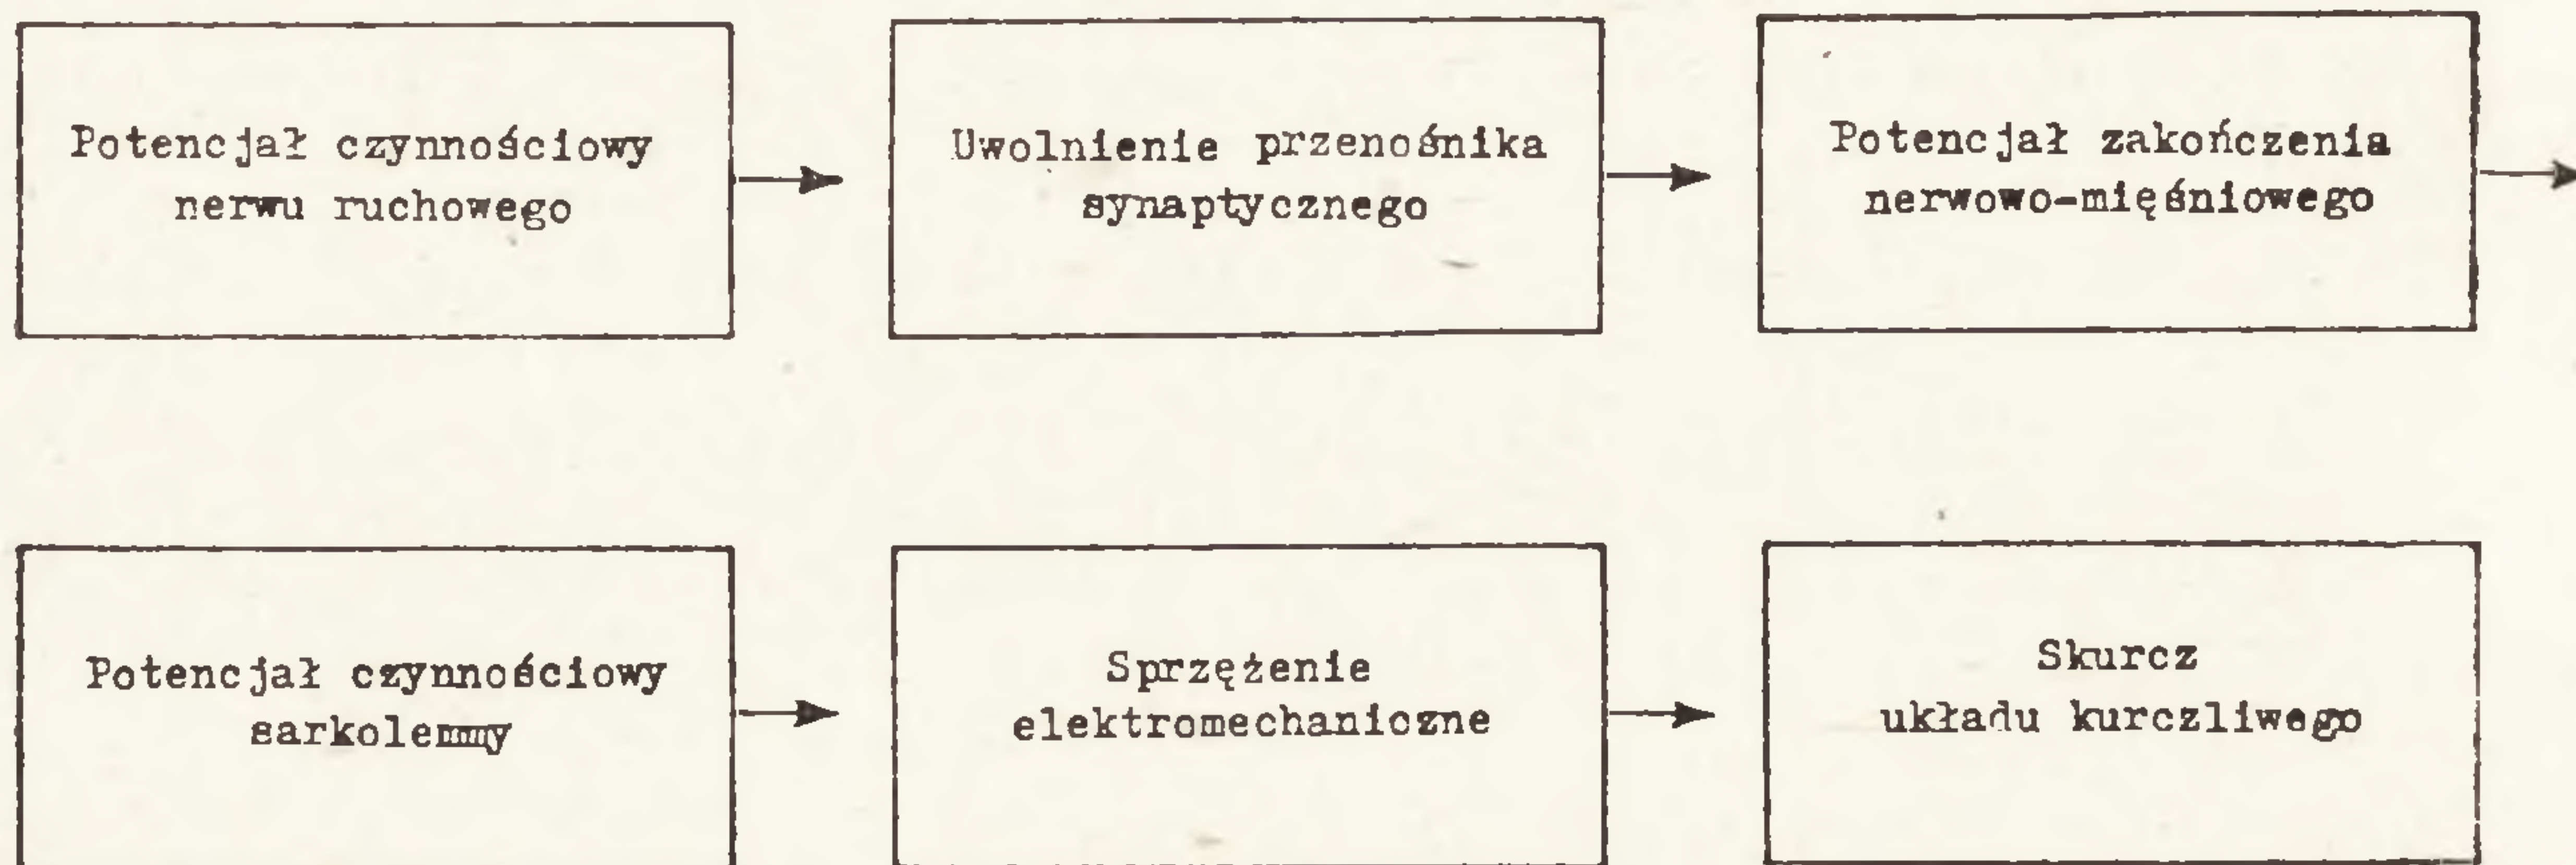 Potencjał czynnościowy
nerwu ruchowego
Uwolnienie przenośnika
synaptycznego
Potencjał zakończenia
nerwowo-mięśniowego
Potencjał czynnościowy
sarkolemmy
Sprzężenie
elektromechaniczne
Skurcz
układu kurczliwego